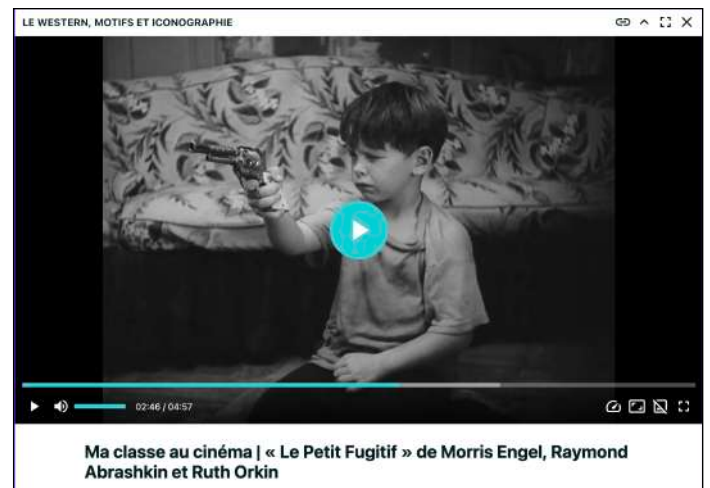 LE WESTERN, MOTIFS ET ICONOGRAPHIE
02:46 / 04:57
Ma classe au cinéma | « Le Petit Fugitif » de Morris Engel, Raymond
Abrashkin et Ruth Orkin